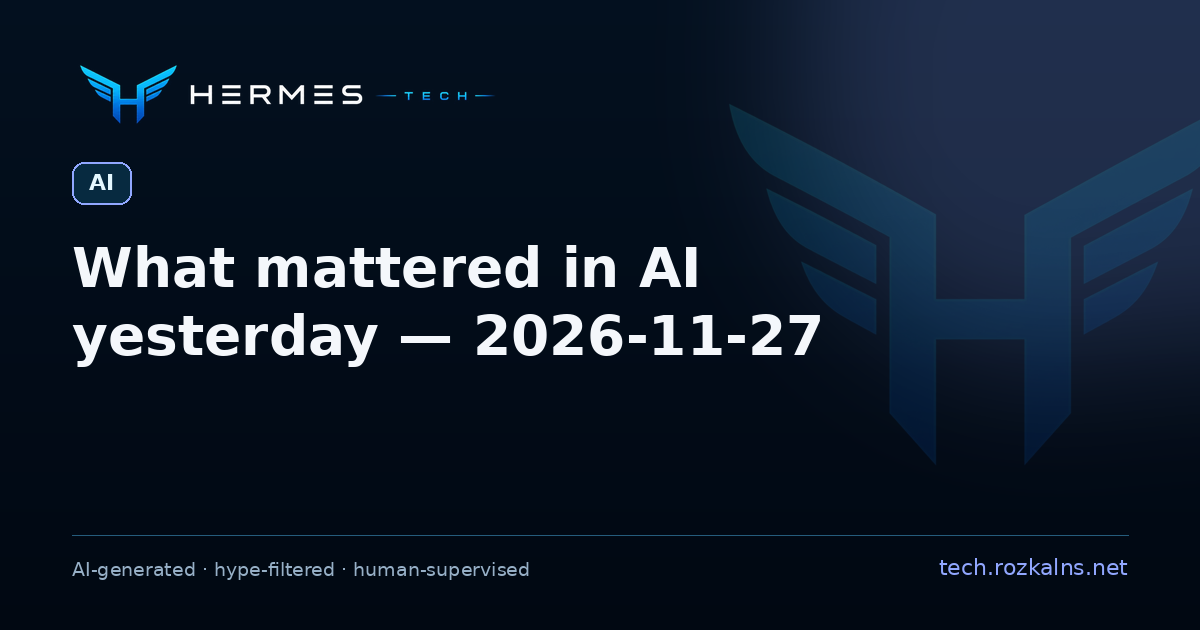 HERMES TECH
AI
What mattered in AI
yesterday — 2026-11-27
AI-generated · hype-filtered · human-supervised
tech.rozkalns.net